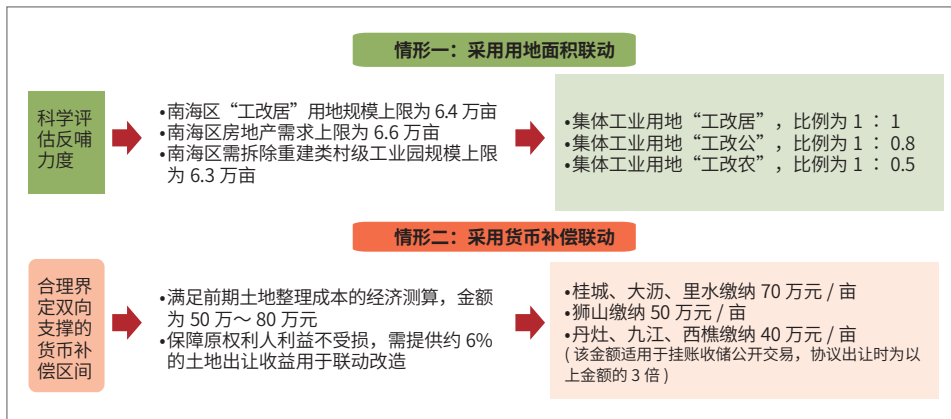 情形一：采用用地面积联动
科学评
估反哺
力度
•南海区“工改居”用地规模上限为 6.4 万亩
•南海区房地产需求上限为 6.6 万亩
•南海区需拆除重建类村级工业园规模上限
为 6.3 万亩
•集体工业用地“工改居”，比例为 1 ：1
•集体工业用地“工改公”，比例为 1 ：0.8
•集体工业用地“工改农”，比例为 1 ：0.5
情形二：采用货币补偿联动
合理界
定双向
支撑的
货币补
偿区间
•满足前期土地整理成本的经济测算，金额
为 50 万～ 80 万元
•保障原权利人利益不受损，需提供约 6%
的土地出让收益用于联动改造
•桂城、大沥、里水缴纳 70 万元 / 亩
•狮山缴纳 50 万元 / 亩
•丹灶、九江、西樵缴纳 40 万元 / 亩
( 该金额适用于挂账收储公开交易，协议出让时为以
上金额的 3 倍 )